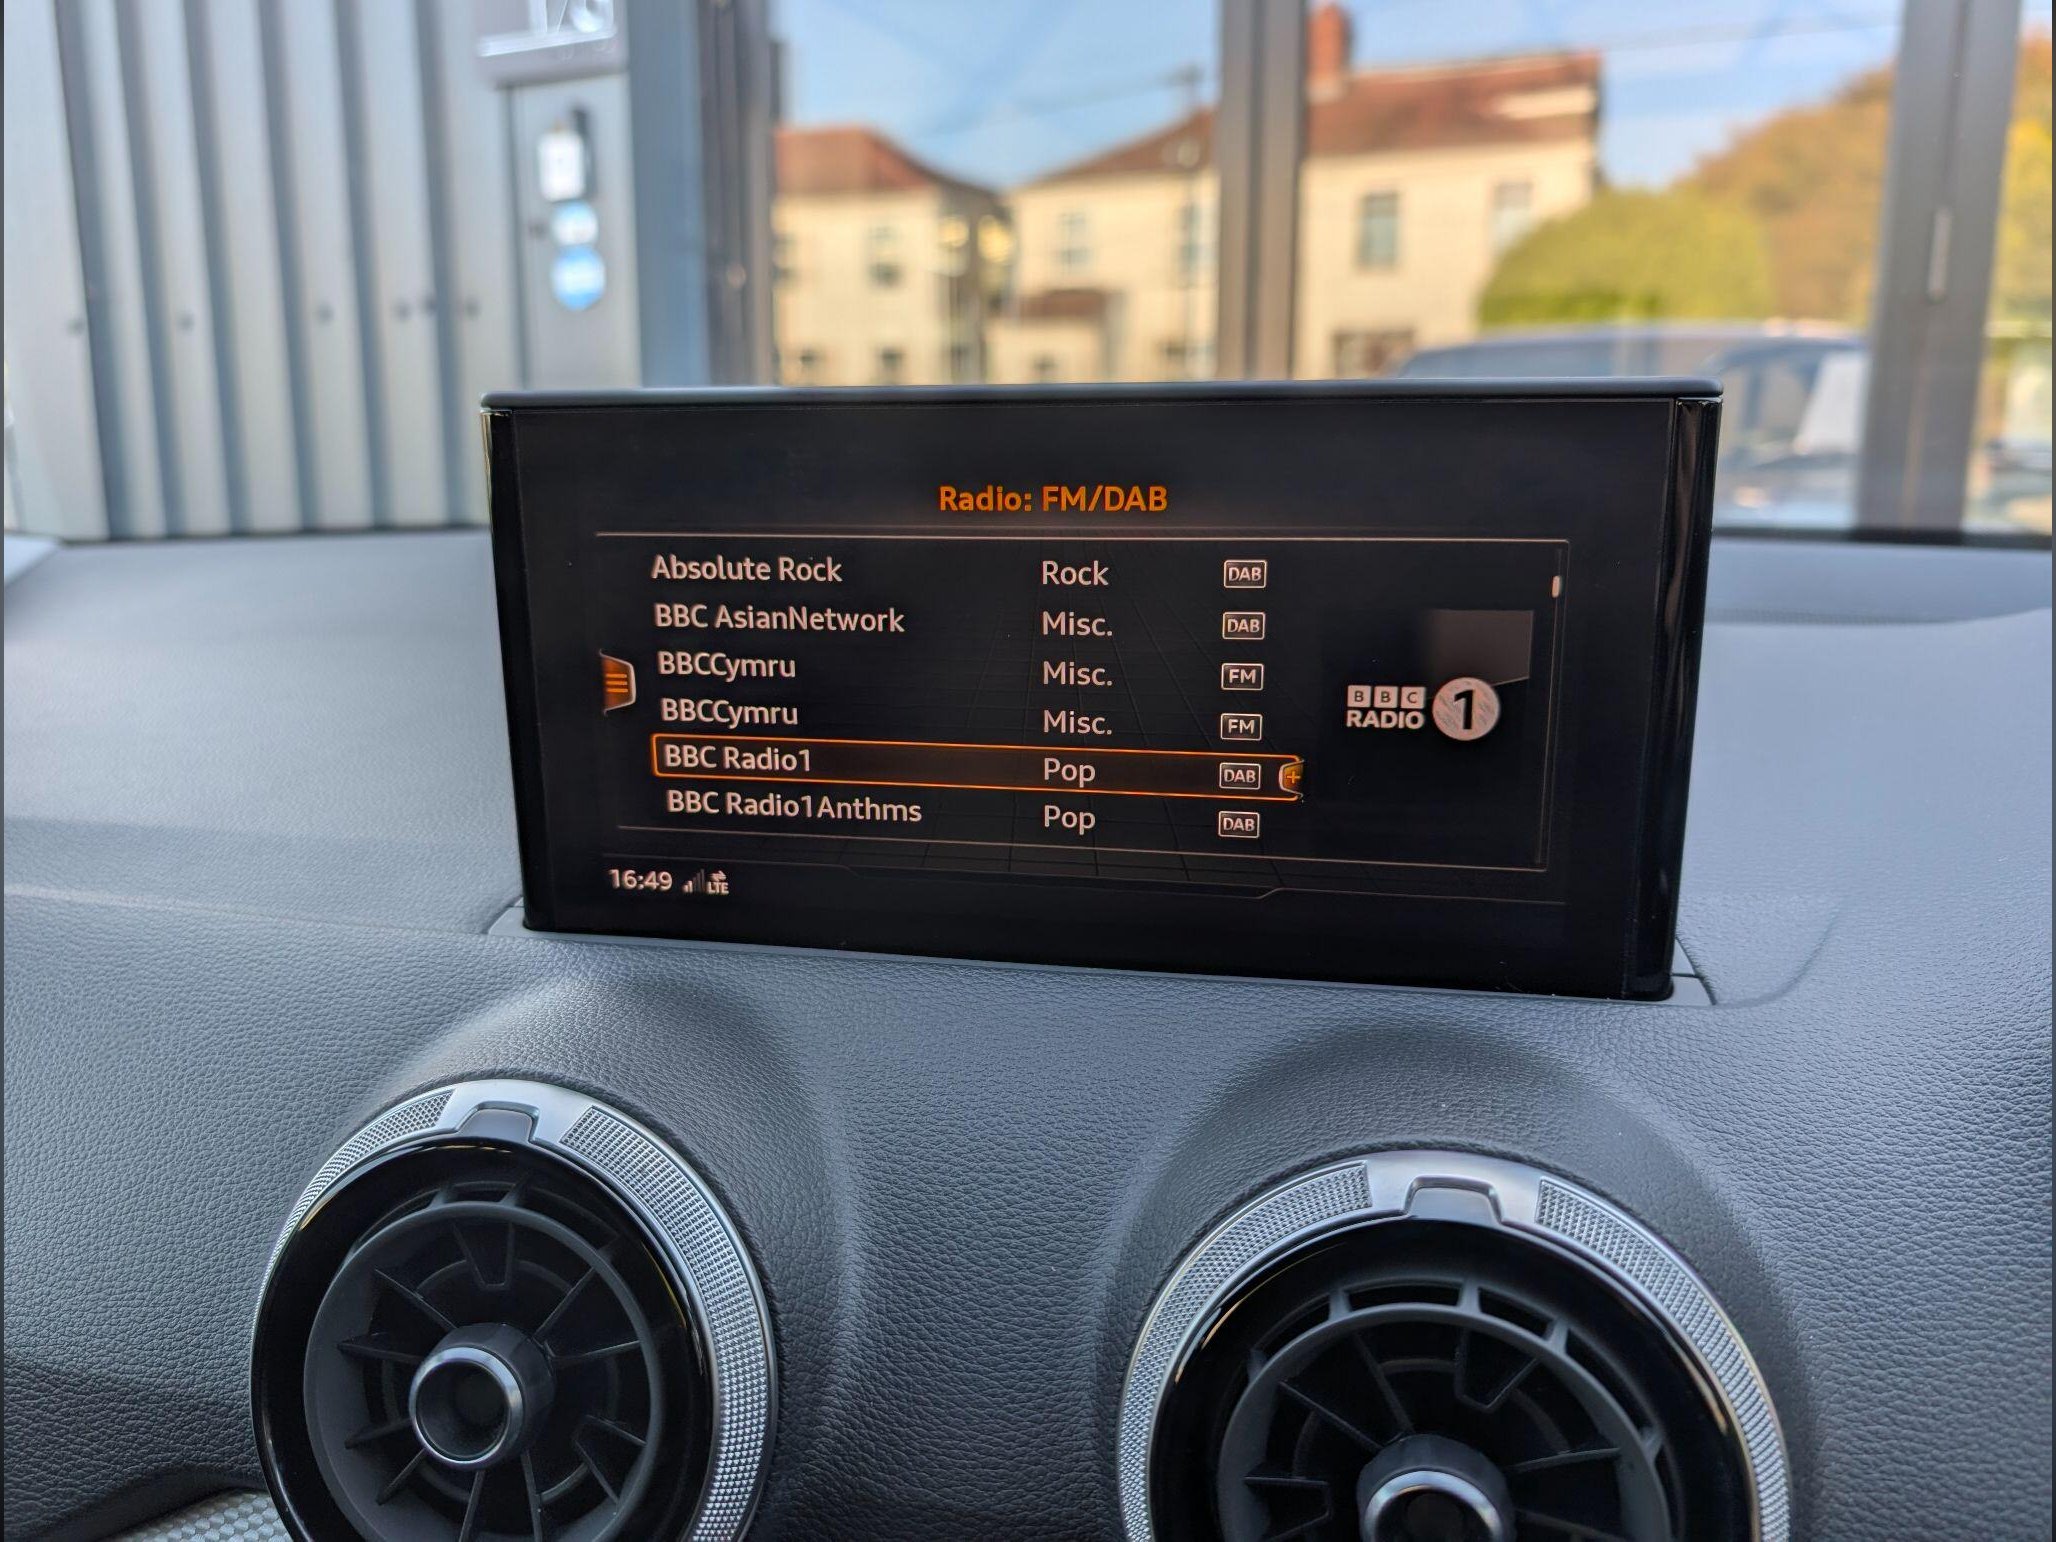 Radio: FM/DAB
Absolute Rock Rock DAB
BBC AsianNetwork Misc. DAB
BBCCymru Misc. FM
BBCCymru Misc. FM
BBC Radio1 Pop DAB +
BBC Radio1Anthms Pop DAB
BBC
RADIO 1
16:49 LTE